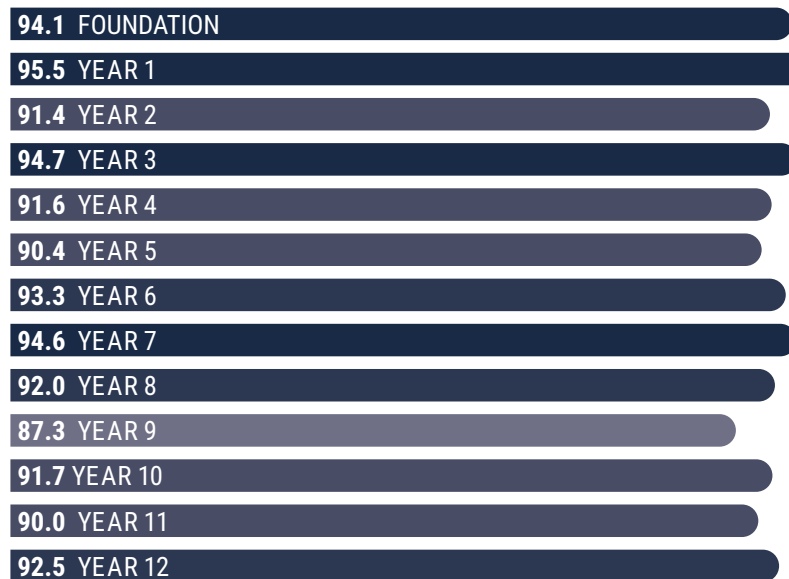 94.1 FOUNDATION
95.5 YEAR 1
91.4 YEAR 2
94.7 YEAR 3
91.6 YEAR 4
90.4 YEAR 5
93.3 YEAR 6
94.6 YEAR 7
92.0 YEAR 8
87.3 YEAR 9
91.7 YEAR 10
90.0 YEAR 11
92.5 YEAR 12